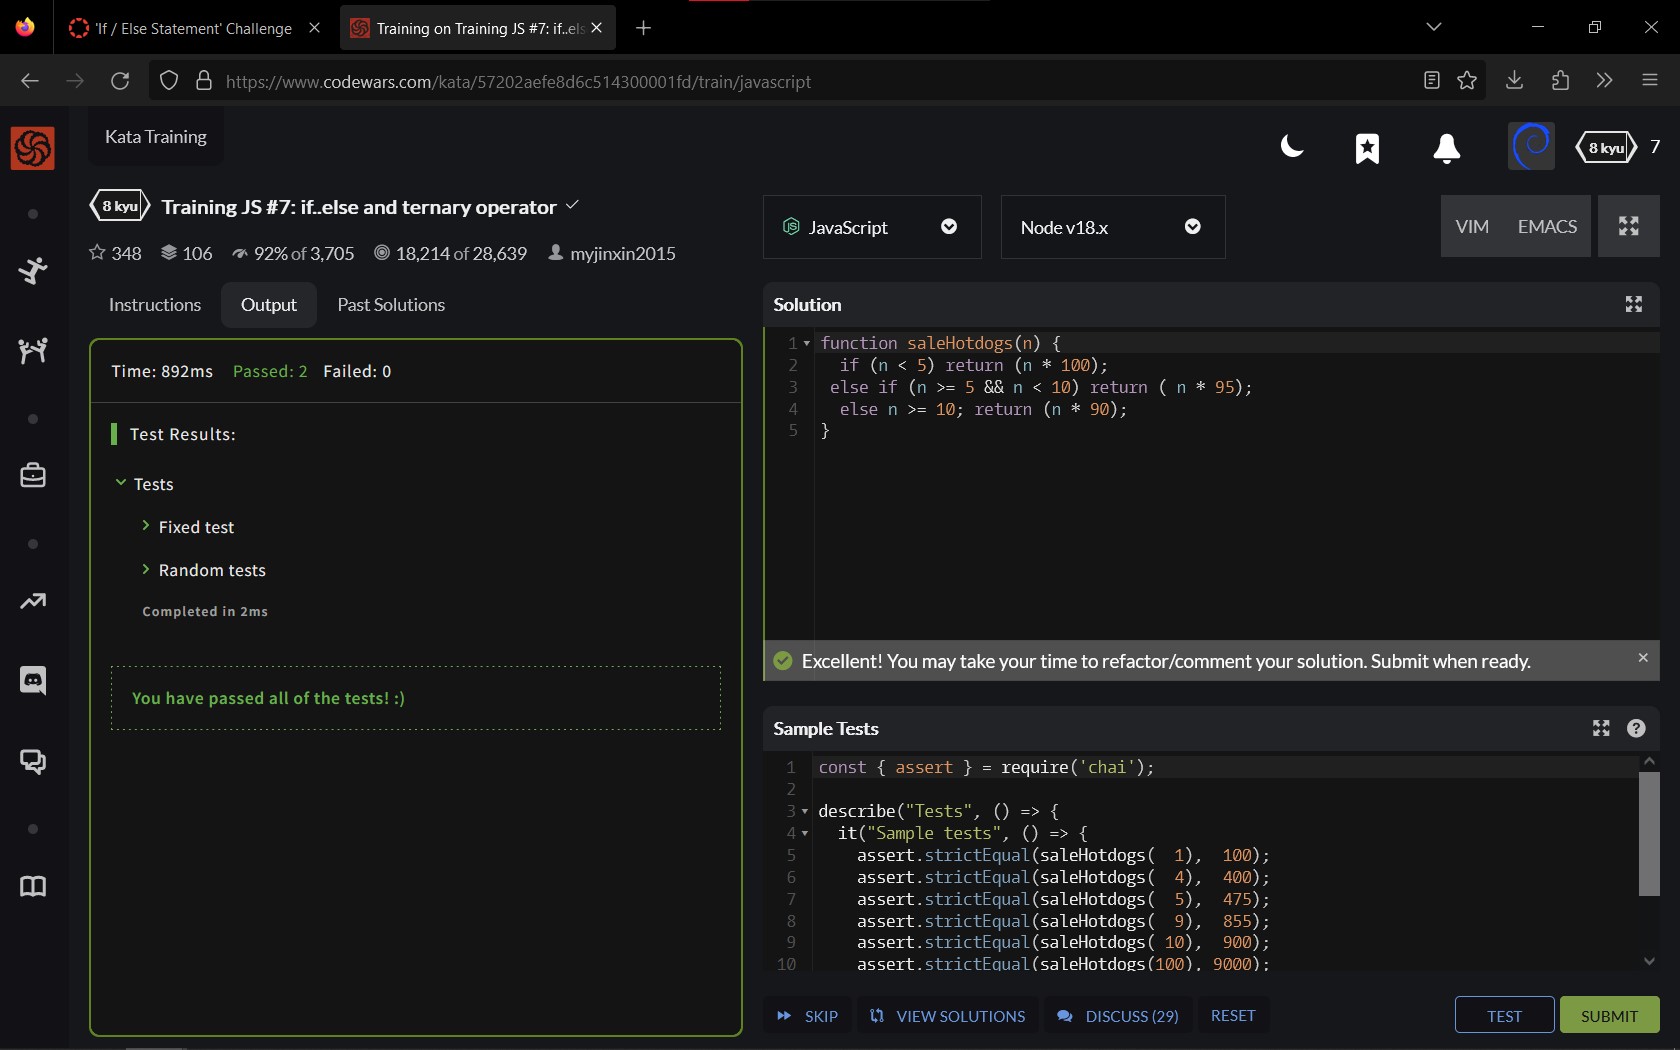 'If / Else Statement' Challenge
Training on Training JS #7: if..els
https://www.codewars.com/kata/57202aefe8d6c514300001fd/train/javascript
Kata Training
8 kyu
7
8 kyu
Training JS #7: if..else and ternary operator
348
106
92% of 3,705
18,214 of 28,639
myjinxin2015
JavaScript
Node v18.x
VIM
EMACS
Instructions
Output
Past Solutions
Time: 892ms Passed: 2 Failed: 0
Test Results:
Tests
Fixed test
Random tests
Completed in 2ms
You have passed all of the tests! :)
Solution
1 function saleHotdogs(n) {
2 if (n < 5) return (n * 100);
3 else if (n >= 5 && n < 10) return ( n * 95);
4 else n >= 10; return (n * 90);
5 }
Excellent! You may take your time to refactor/comment your solution. Submit when ready.
Sample Tests
1 const { assert } = require('chai');
2
3 describe("Tests", () => {
4 it("Sample tests", () => {
5 assert.strictEqual(saleHotdogs( 1), 100);
6 assert.strictEqual(saleHotdogs( 4), 400);
7 assert.strictEqual(saleHotdogs( 5), 475);
8 assert.strictEqual(saleHotdogs( 9), 855);
9 assert.strictEqual(saleHotdogs( 10), 900);
10 assert.strictEqual(saleHotdogs(100), 9000);
SKIP
VIEW SOLUTIONS
DISCUSS (29)
RESET
TEST
SUBMIT